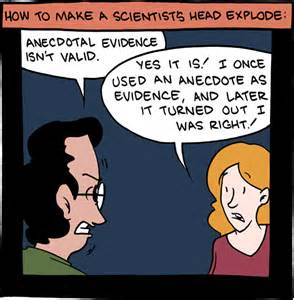 HOW TO MAKE A SCIENTIST'S HEAD EXPLODE:
ANECDOTAL EVIDENCE
ISN'T VALID.
YES IT IS! I ONCE
USED AN ANECDOTE AS
EVIDENCE, AND LATER
IT TURNED OUT I
WAS RIGHT!